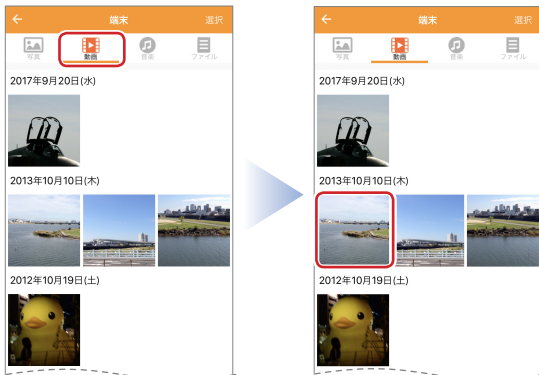 端末
選択
写真
動画
音楽
ファイル
2017年9月20日(水)
2013年10月10日(木)
2012年10月19日(土)
端末
選択
写真
動画
音楽
ファイル
2017年9月20日(水)
2013年10月10日(木)
2012年10月19日(土)